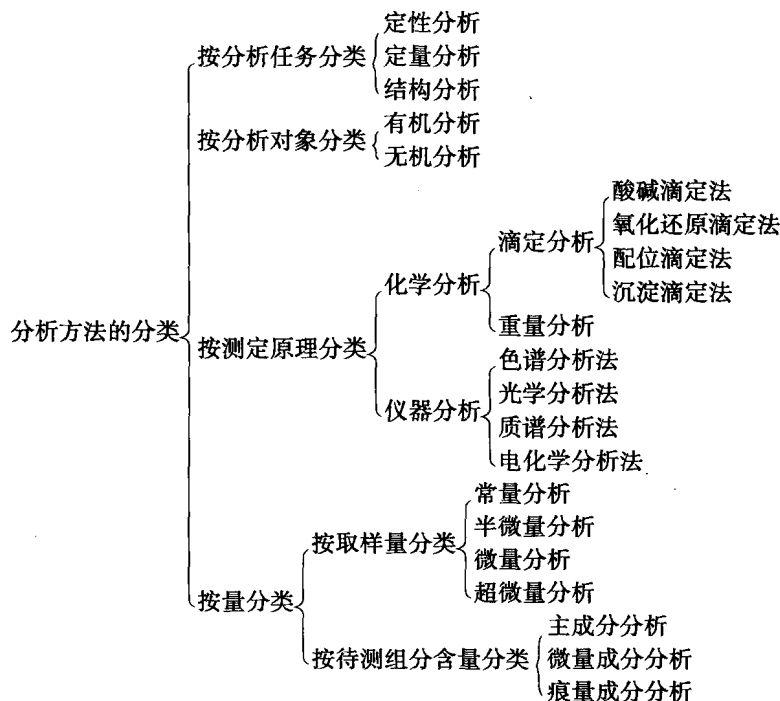 定性分析
按分析任务分类
定量分析
结构分析
按分析对象分类
有机分析
无机分析
酸碱滴定法
滴定分析
氧化还原滴定法
配位滴定法
沉淀滴定法
化学分析
重量分析
分析方法的分类
按测定原理分类
色谱分析法
仪器分析
光学分析法
质谱分析法
电化学分析法
常量分析
按取样量分类
半微量分析
微量分析
超微量分析
按量分类
主成分分析
按待测组分含量分类
微量成分分析
痕量成分分析